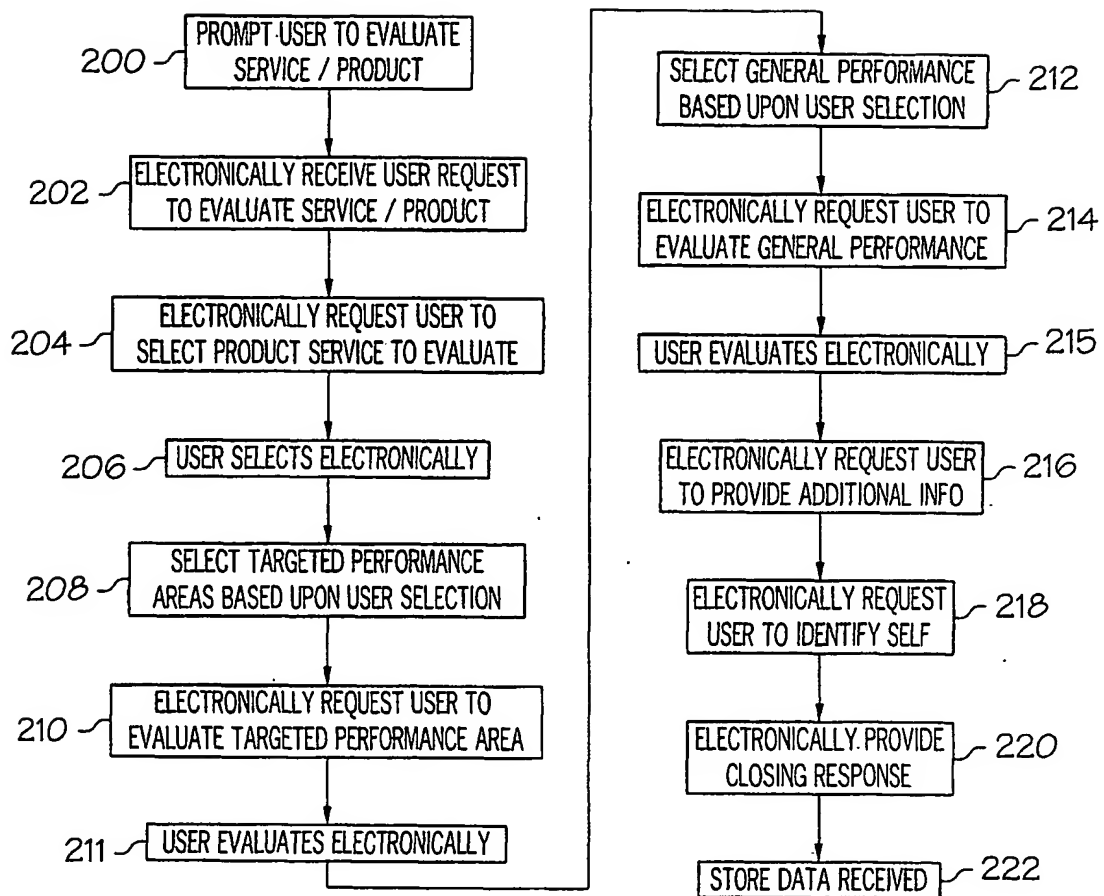 200
PROMPT USER TO EVALUATE
SERVICE / PRODUCT
202
ELECTRONICALLY RECEIVE USER REQUEST
TO EVALUATE SERVICE / PRODUCT
204
ELECTRONICALLY REQUEST USER TO
SELECT PRODUCT SERVICE TO EVALUATE
206
USER SELECTS ELECTRONICALLY
208
SELECT TARGETED PERFORMANCE
AREAS BASED UPON USER SELECTION
210
ELECTRONICALLY REQUEST USER TO
EVALUATE TARGETED PERFORMANCE AREA
211
USER EVALUATES ELECTRONICALLY
SELECT GENERAL PERFORMANCE
BASED UPON USER SELECTION
212
ELECTRONICALLY REQUEST USER TO
EVALUATE GENERAL PERFORMANCE
214
USER EVALUATES ELECTRONICALLY
215
ELECTRONICALLY REQUEST USER
TO PROVIDE ADDITIONAL INFO
216
ELECTRONICALLY REQUEST
USER TO IDENTIFY SELF
218
ELECTRONICALLY PROVIDE
CLOSING RESPONSE
220
STORE DATA RECEIVED
222